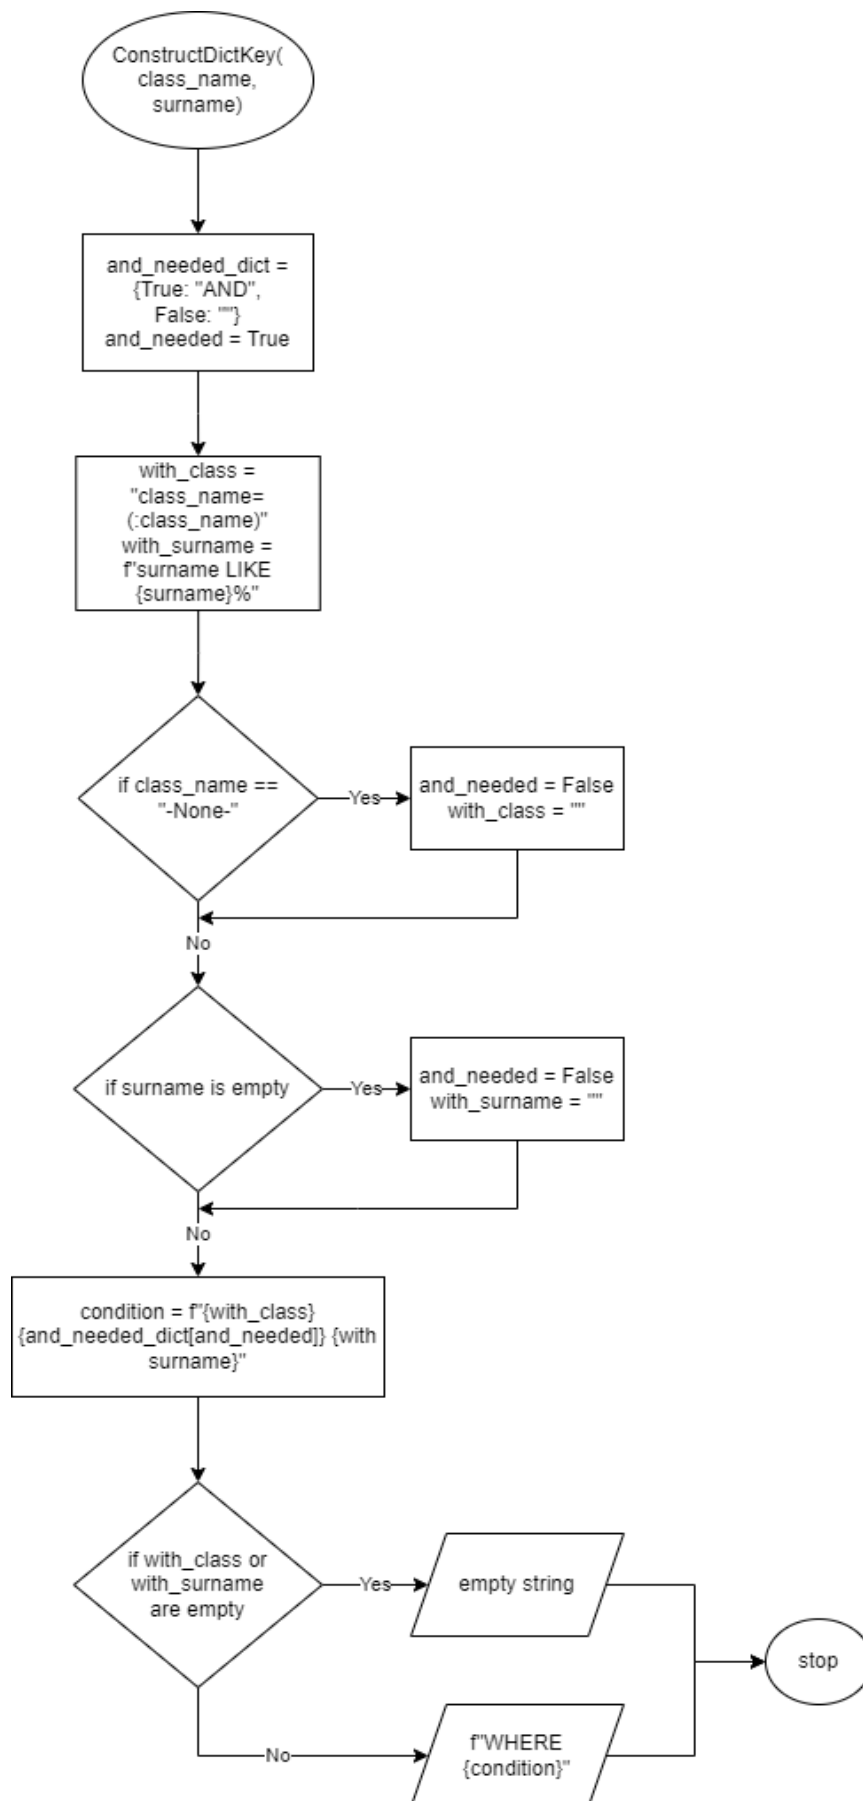 ConstructDictKey(
class_name,
surname)
and_needed_dict =
{True: "AND",
False: ""}
and_needed = True
with_class =
"class_name=
(:class_name)"
with_surname =
f"surname LIKE
{surname}%"
if class_name ==
"-None-"
Yes
and_needed = False
with_class = ""
No
if surname is empty
Yes
and_needed = False
with_surname = ""
No
condition = f"{with_class}
{and_needed_dict[and_needed]} {with
surname}"
if with_class or
with_surname
are empty
Yes
empty string
stop
No
f"WHERE
{condition}"